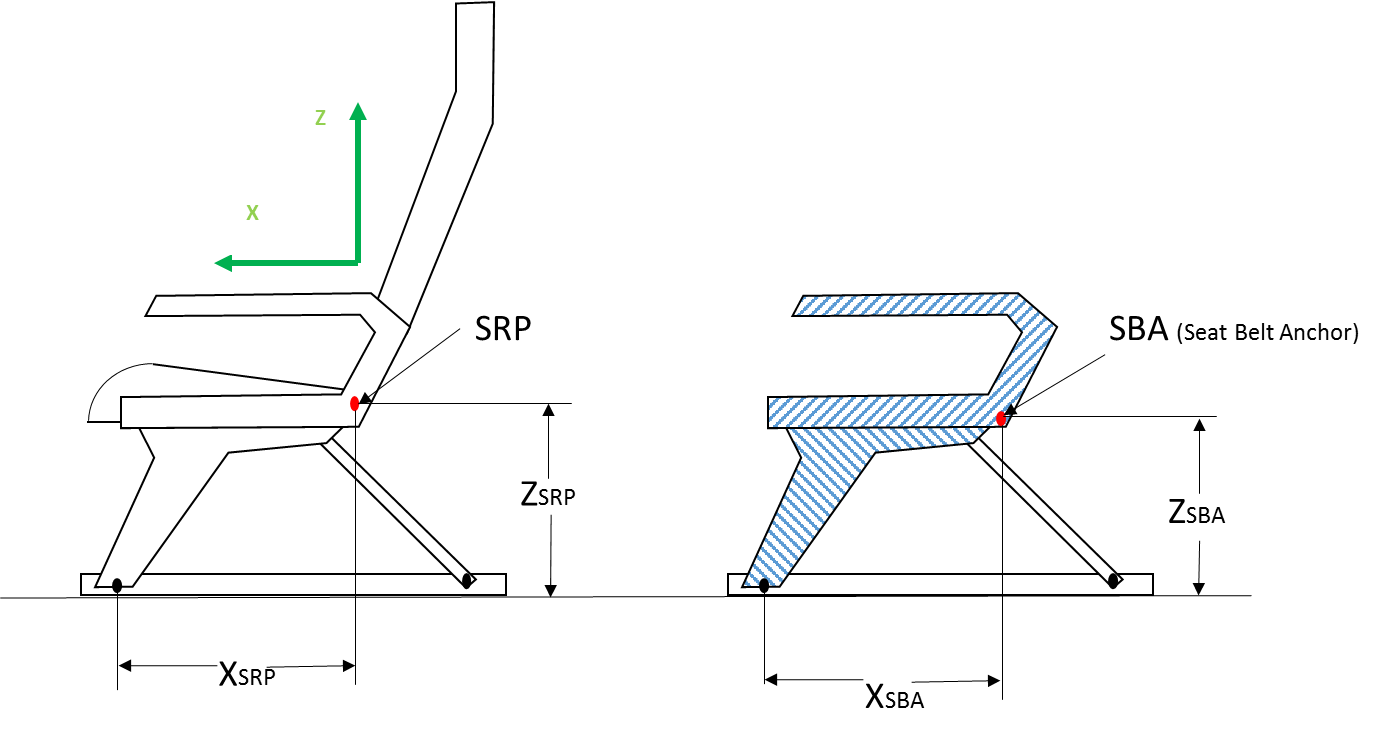 Z
X
SRP
SBA (Seat Belt Anchor)
ZSRP
ZSBA
XSRP
XSBA